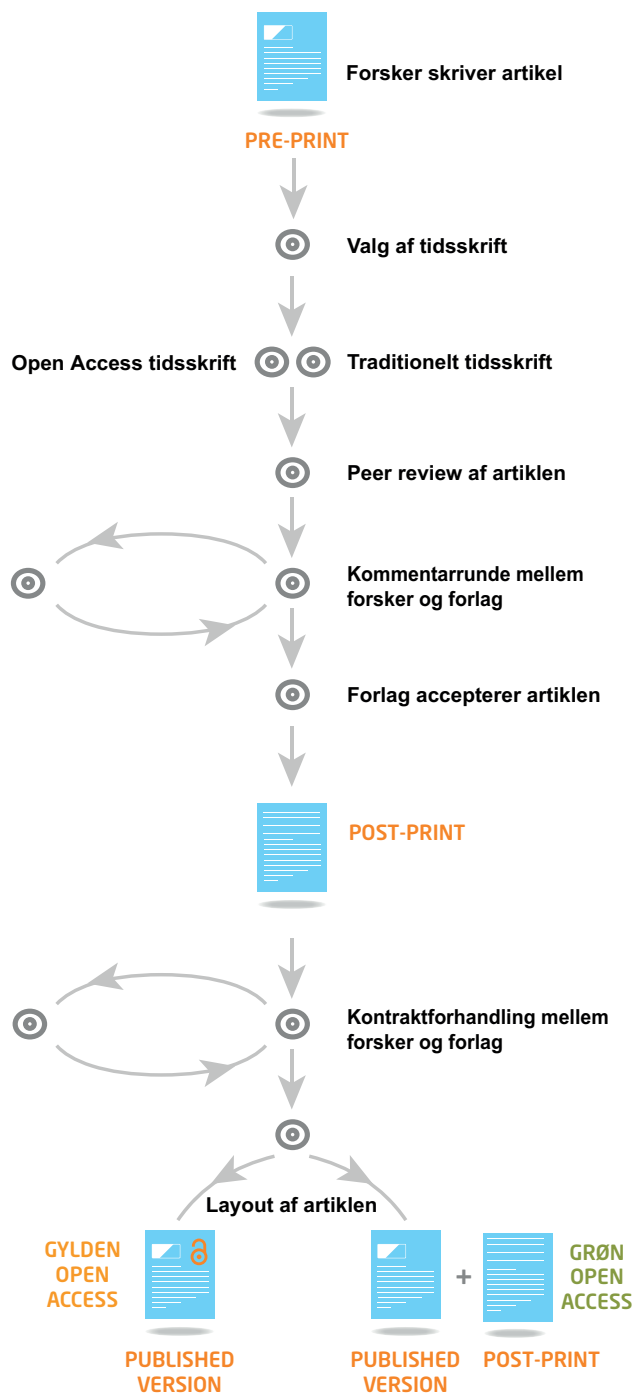 Forsker skriver artikel
PRE-PRINT
Valg af tidsskrift
Open Access tidsskrift
Traditionelt tidsskrift
Peer review af artiklen
Kommentarrunde mellem
forsker og forlag
Forlag accepterer artiklen
POST-PRINT
Kontraktforhandling mellem
forsker og forlag
Layout af artiklen
GYLDEN
OPEN
ACCESS
PUBLISHED
VERSION
+
PUBLISHED
VERSION
POST-PRINT
GRØN
OPEN
ACCESS